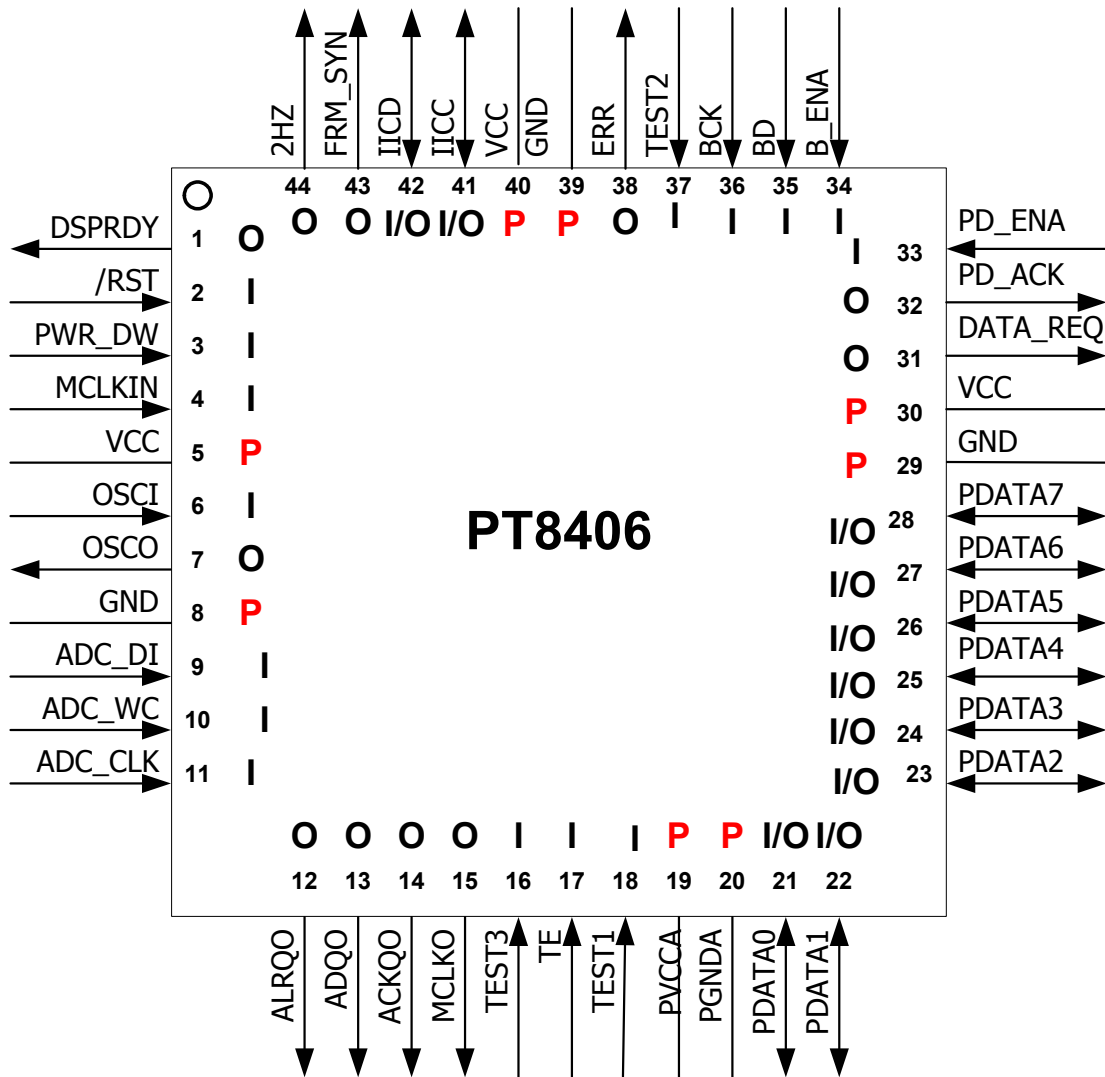 2HZ
FRM_SYN
IICD
IICC
VCC
GND
ERR
TEST2
BCK
BD
B_ENA
44 43 42 41 40 39 38 37 36 35 34
O O I/O I/O P P O I I I I
DSPRDY 1 O
/RST 2 I
PWR_DW 3 I
MCLKIN 4 I
VCC 5 P
OSCI 6 I
OSCO 7 O
GND 8 P
ADC_DI 9 I
ADC_WC 10 I
ADC_CLK 11 I
PT8406
I 33 PD_ENA
O 32 PD_ACK
O 31 DATA_REQ
P 30 VCC
P 29 GND
I/O 28 PDATA7
I/O 27 PDATA6
I/O 26 PDATA5
I/O 25 PDATA4
I/O 24 PDATA3
I/O 23 PDATA2
O O O O I I I P P I/O I/O
12 13 14 15 16 17 18 19 20 21 22
ALRQO
ADQO
ACKQO
MCLKO
TEST3
TE
TEST1
PVCCA
PGNDA
PDATA0
PDATA1